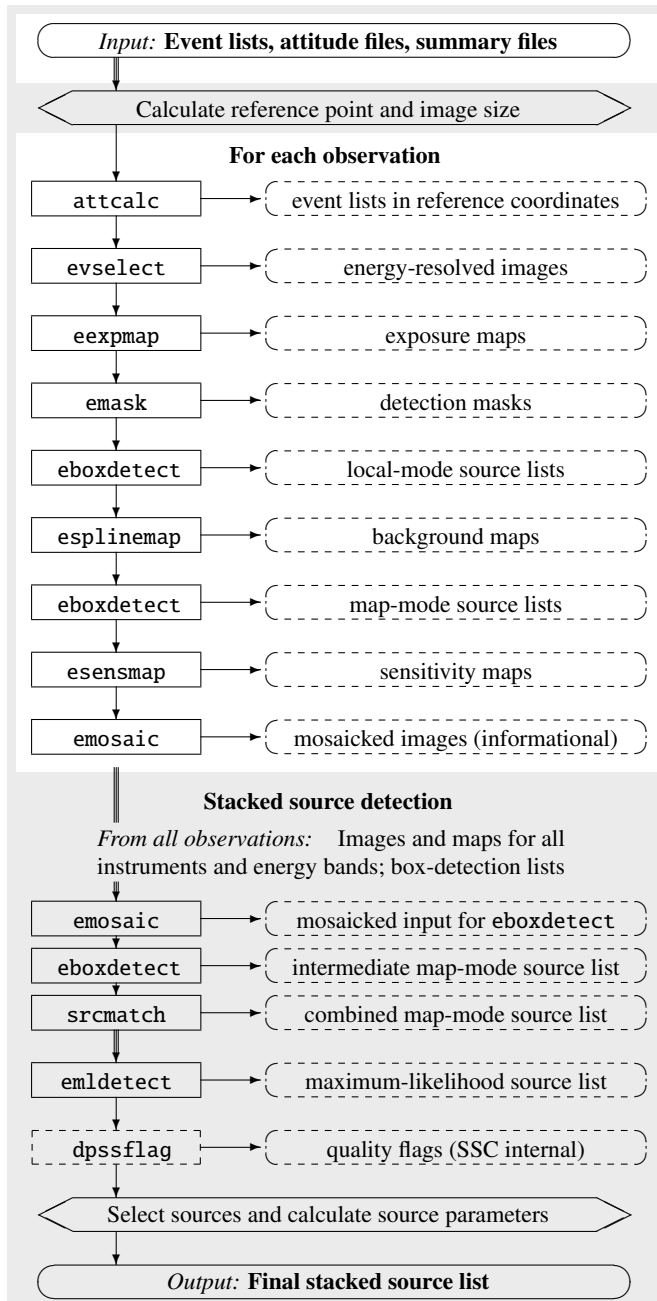 Input: Event lists, attitude files, summary files
Calculate reference point and image size
For each observation
attcalc event lists in reference coordinates
evselect energy-resolved images
eexpmap exposure maps
emask detection masks
eboxdetect local-mode source lists
esplinemap background maps
eboxdetect map-mode source lists
esensmap sensitivity maps
emosaic mosaicked images (informational)
Stacked source detection
From all observations: Images and maps for all
instruments and energy bands; box-detection lists
emosaic mosaicked input for eboxdetect
eboxdetect intermediate map-mode source list
srcmatch combined map-mode source list
emldetect maximum-likelihood source list
dpssflag quality flags (SSC internal)
Select sources and calculate source parameters
Output: Final stacked source list